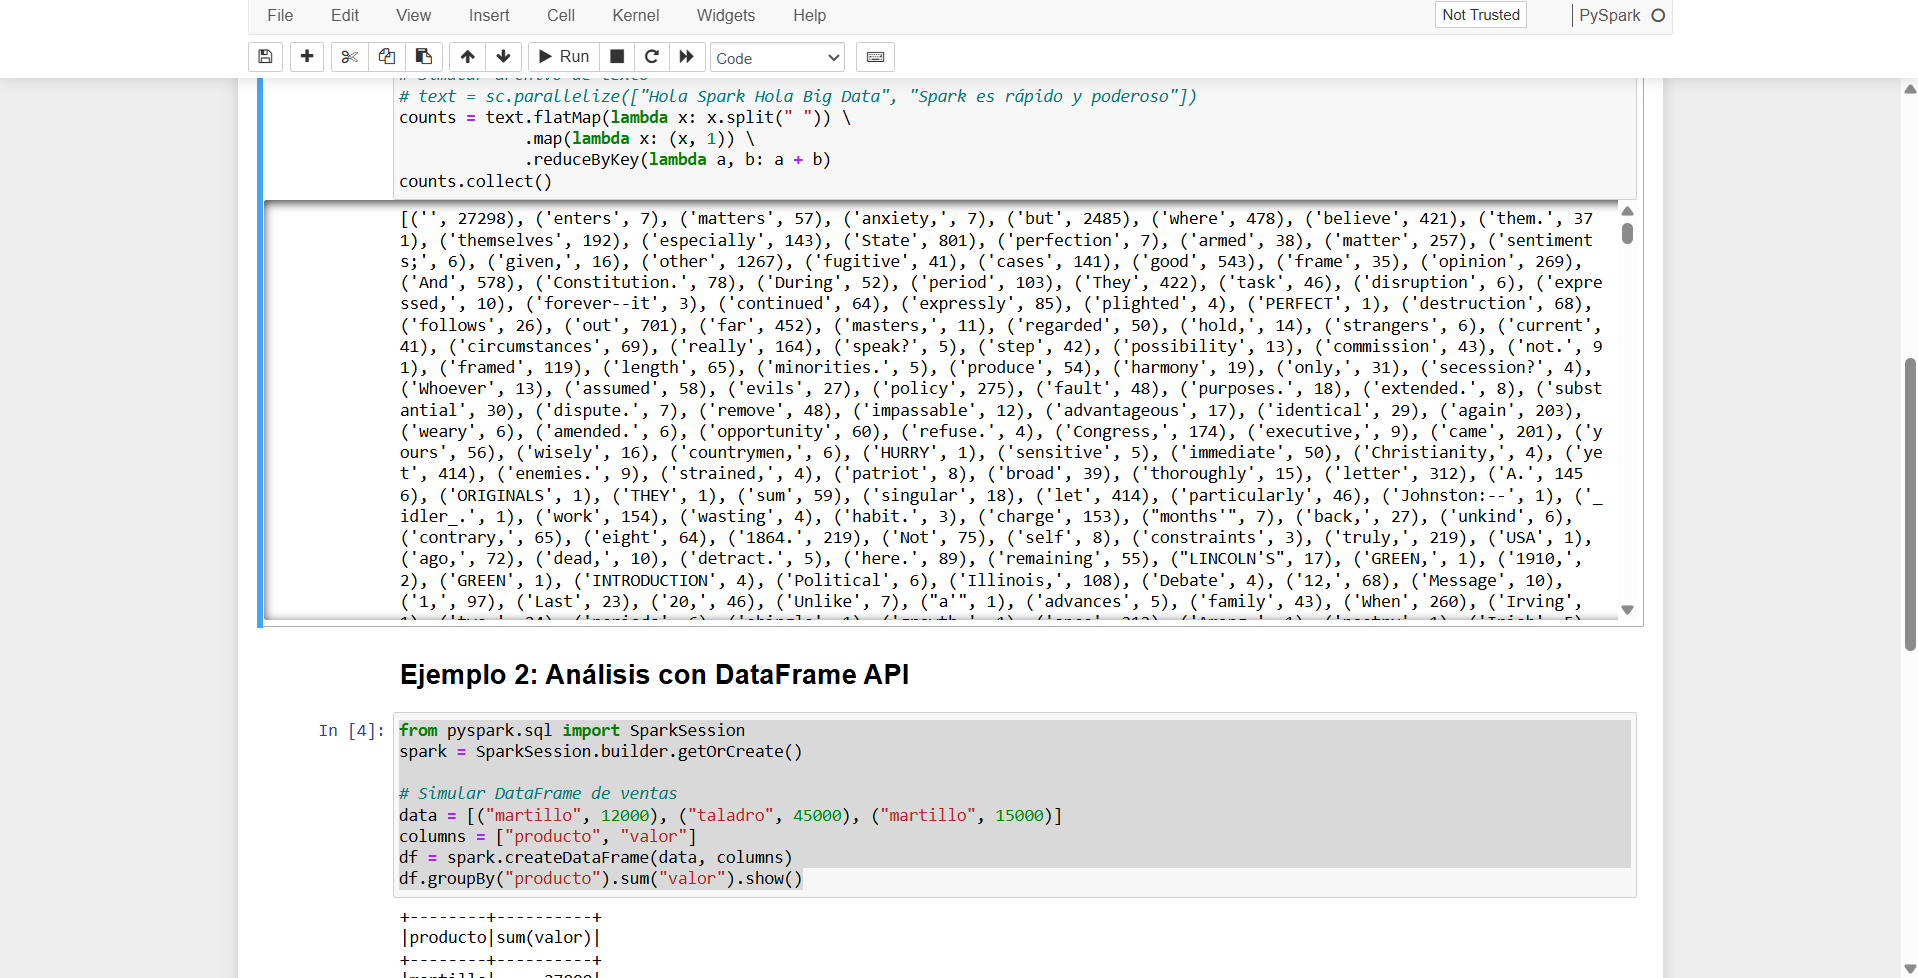 File Edit View Insert Cell Kernel Widgets Help Not Trusted PySpark
Run Code
# Simular archivo de texto
# text = sc.parallelize(["Hola Spark Hola Big Data", "Spark es rápido y poderoso"])
counts = text.flatMap(lambda x: x.split(" ")) \
.map(lambda x: (x, 1)) \
.reduceByKey(lambda a, b: a + b)
counts.collect()
[('', 27298), ('enters', 7), ('matters', 57), ('anxiety,', 7), ('but', 2485), ('where', 478), ('believe', 421), ('them.', 37
1), ('themselves', 192), ('especially', 143), ('State', 801), ('perfection', 7), ('armed', 38), ('matter', 257), ('sentiment
s;', 6), ('given,', 16), ('other', 1267), ('fugitive', 41), ('cases', 141), ('good', 543), ('frame', 35), ('opinion', 269),
('And', 578), ('Constitution.', 78), ('During', 52), ('period', 103), ('They', 422), ('task', 46), ('disruption', 6), ('expre
ssed,', 10), ('forever--it', 3), ('continued', 64), ('expressly', 85), ('plighted', 4), ('PERFECT', 1), ('destruction', 68),
('follows', 26), ('out', 701), ('far', 452), ('masters,', 11), ('regarded', 50), ('hold,', 14), ('strangers', 6), ('current',
41), ('circumstances', 69), ('really', 164), ('speak?', 5), ('step', 42), ('possibility', 13), ('commission', 43), ('not.', 9
1), ('framed', 119), ('length', 65), ('minorities.', 5), ('produce', 54), ('harmony', 19), ('only,', 31), ('secession?', 4),
('Whoever', 13), ('assumed', 58), ('evils', 27), ('policy', 275), ('fault', 48), ('purposes.', 18), ('extended.', 8), ('subst
antial', 30), ('dispute.', 7), ('remove', 48), ('impassable', 12), ('advantageous', 17), ('identical', 29), ('again', 203),
('weary', 6), ('amended.', 6), ('opportunity', 60), ('refuse.', 4), ('Congress,', 174), ('executive,', 9), ('came', 201), ('y
ours', 56), ('wisely', 16), ('countrymen,', 6), ('HURRY', 1), ('sensitive', 5), ('immediate', 50), ('Christianity,', 4), ('ye
t', 414), ('enemies.', 9), ('strained,', 4), ('patriot', 8), ('broad', 39), ('thoroughly', 15), ('letter', 312), ('A.', 145
6), ('ORIGINALS', 1), ('THEY', 1), ('sum', 59), ('singular', 18), ('let', 414), ('particularly', 46), ('Johnston:--', 1), ('_
idler_.', 1), ('work', 154), ('wasting', 4), ('habit.', 3), ('charge', 153), ("months'", 7), ('back,', 27), ('unkind', 6),
('contrary,', 65), ('eight', 64), ('1864.', 219), ('Not', 75), ('self', 8), ('constraints', 3), ('truly,', 219), ('USA', 1),
('ago,', 72), ('dead,', 10), ('detract.', 5), ('here.', 89), ('remaining', 55), ("LINCOLN'S", 17), ('GREEN,', 1), ('1910,',
2), ('GREEN', 1), ('INTRODUCTION', 4), ('Political', 6), ('Illinois,', 108), ('Debate', 4), ('12,', 68), ('Message', 10),
('1,', 97), ('Last', 23), ('20,', 46), ('Unlike', 7), ("a'", 1), ('advances', 5), ('family', 43), ('When', 260), ('Irving',
Ejemplo 2: Análisis con DataFrame API
In [4]:
from pyspark.sql import SparkSession
spark = SparkSession.builder.getOrCreate()
# Simular DataFrame de ventas
data = [("martillo", 12000), ("taladro", 45000), ("martillo", 15000)]
columns = ["producto", "valor"]
df = spark.createDataFrame(data, columns)
df.groupBy("producto").sum("valor").show()
+--------+----------+
|producto|sum(valor)|
+--------+----------+
|martillo| 27000|